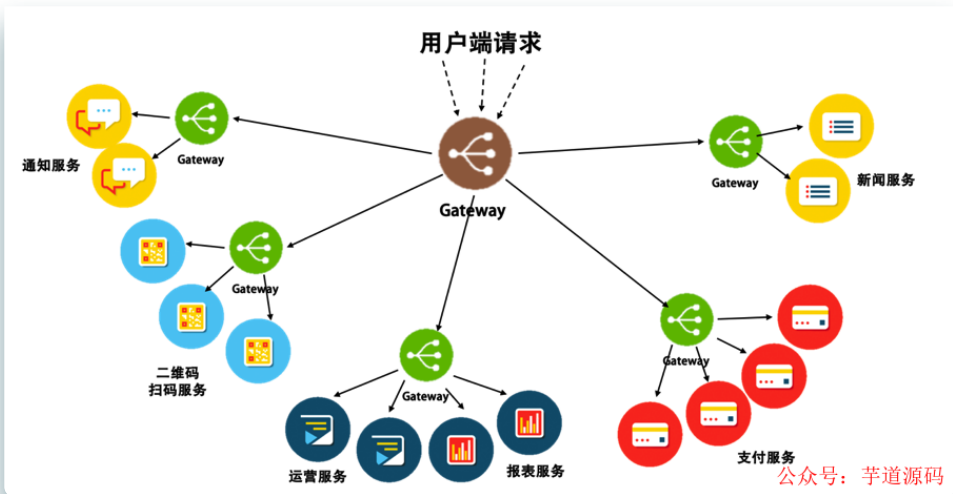 用户端请求
Gateway
通知服务
Gateway
Gateway
新闻服务
Gateway
二维码
扫码服务
Gateway
运营服务
报表服务
Gateway
支付服务
公众号：芋道源码